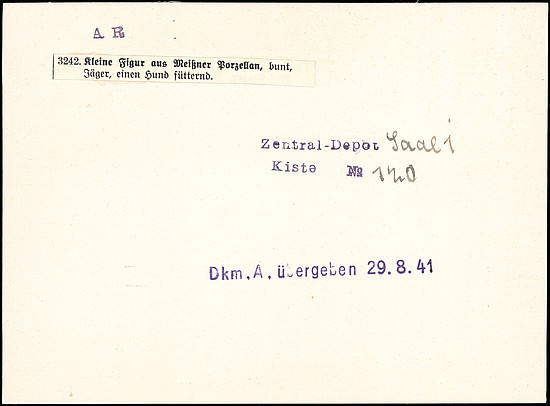 A R
3242. Kleine Figur aus Meißner Porzellan, bunt,
Jäger, einen Hund fütternd.
Zentral-Depot Saal I
Kiste № 120
Dkm. A. übergeben 29.8.41